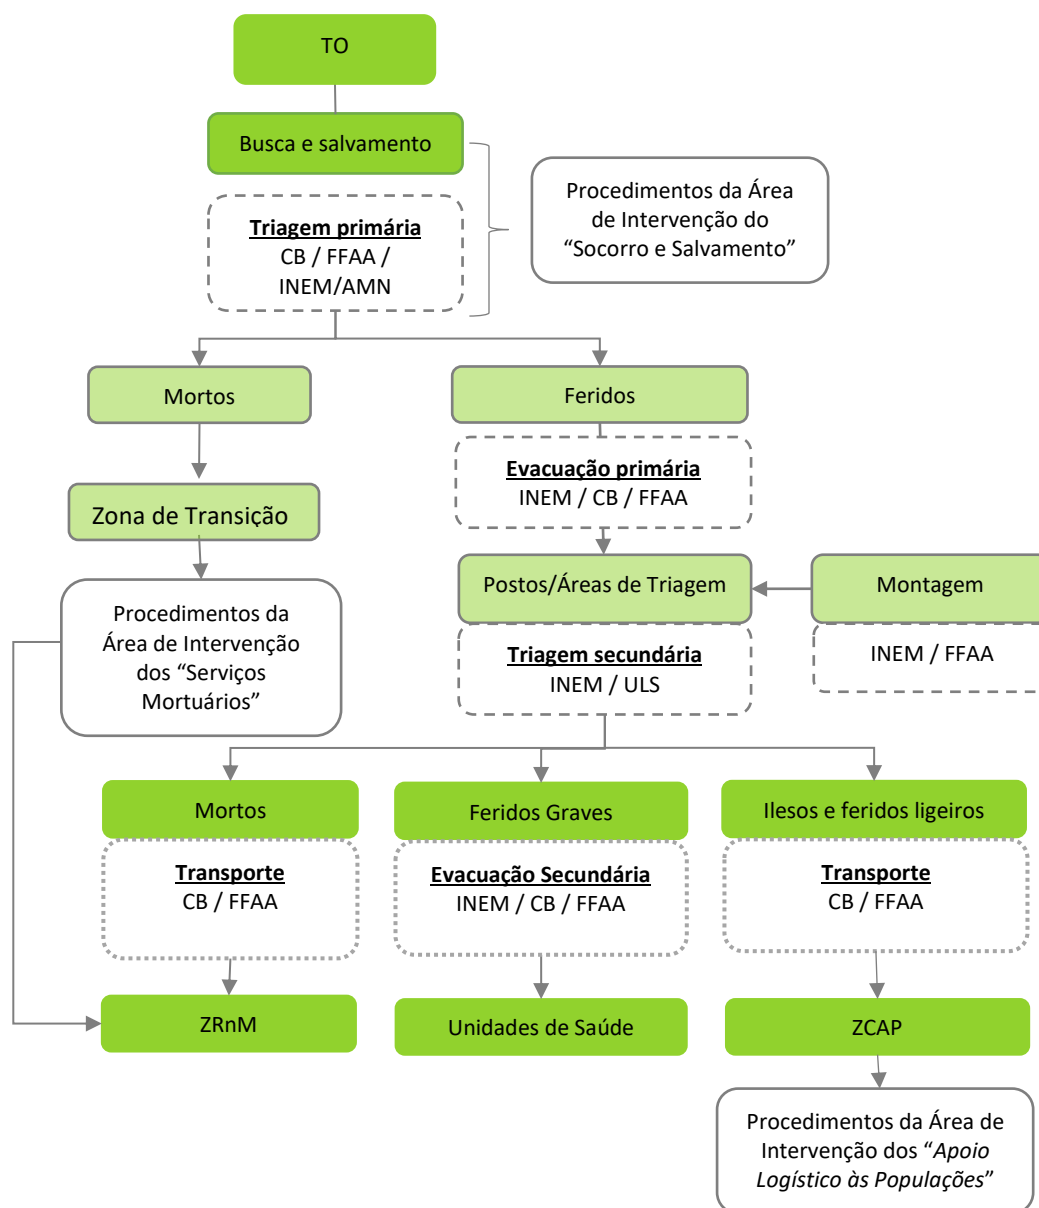 TO
Busca e salvamento
Procedimentos da Área
de Intervenção do
“Socorro e Salvamento”
Triagem primária
CB / FFAA /
INEM/AMN
Mortos
Feridos
Evacuação primária
INEM / CB / FFAA
Zona de Transição
Postos/Áreas de Triagem
Montagem
Procedimentos da
Área de Intervenção
dos “Serviços
Mortuários”
Triagem secundária
INEM / ULS
INEM / FFAA
Mortos
Feridos Graves
Ilesos e feridos ligeiros
Transporte
CB / FFAA
Evacuação Secundária
INEM / CB / FFAA
Transporte
CB / FFAA
ZRnM
Unidades de Saúde
ZCAP
Procedimentos da Área de
Intervenção dos “Apoio
Logístico às Populações”